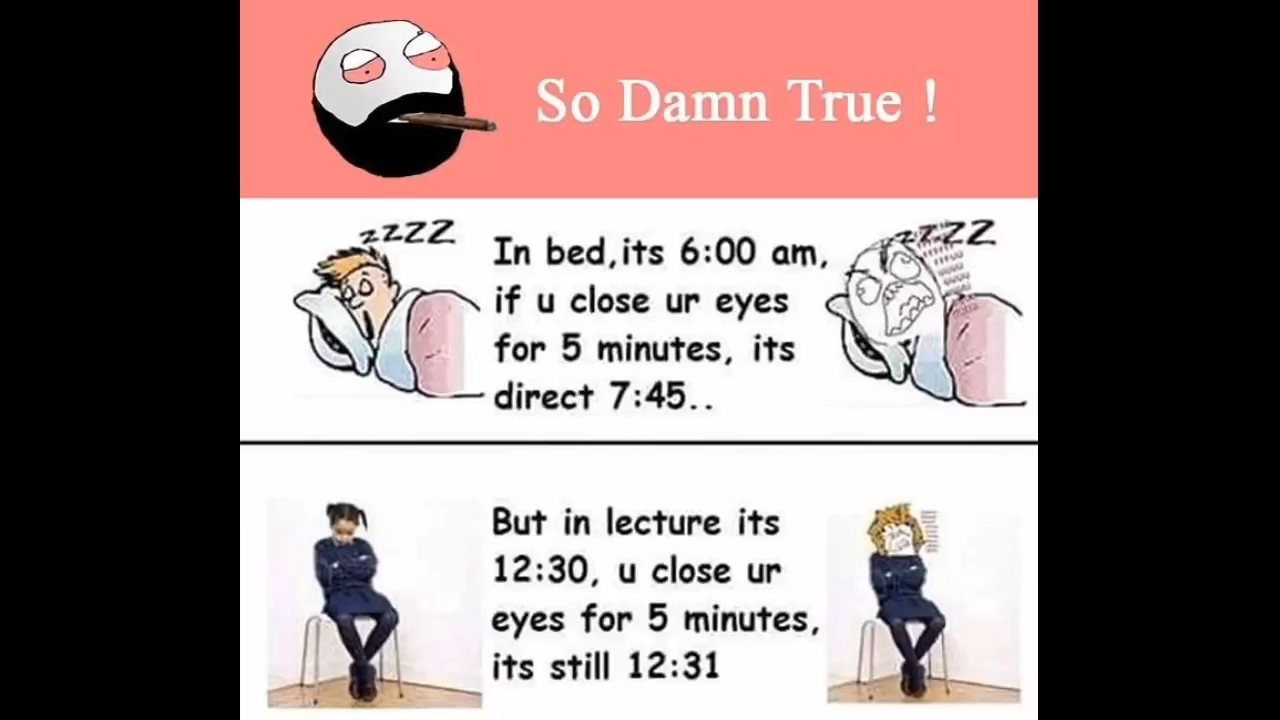 So Damn True !
zzzz
zzzz
In bed,its 6:00 am,
if u close ur eyes
for 5 minutes, its
direct 7:45..
But in lecture its
12:30, u close ur
eyes for 5 minutes,
its still 12:31